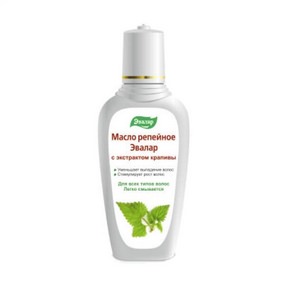 Эвалар
Масло репейное
Эвалар
с экстрактом крапивы
• Уменьшает выпадение волос
• Стимулирует рост волос
Для всех типов волос
Легко смывается